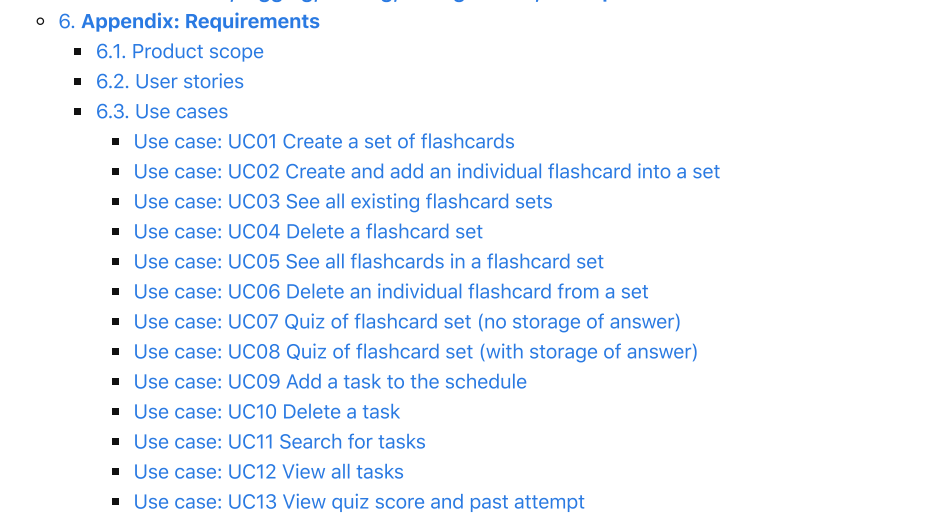 6. Appendix: Requirements
6.1. Product scope
6.2. User stories
6.3. Use cases
Use case: UC01 Create a set of flashcards
Use case: UC02 Create and add an individual flashcard into a set
Use case: UC03 See all existing flashcard sets
Use case: UC04 Delete a flashcard set
Use case: UC05 See all flashcards in a flashcard set
Use case: UC06 Delete an individual flashcard from a set
Use case: UC07 Quiz of flashcard set (no storage of answer)
Use case: UC08 Quiz of flashcard set (with storage of answer)
Use case: UC09 Add a task to the schedule
Use case: UC10 Delete a task
Use case: UC11 Search for tasks
Use case: UC12 View all tasks
Use case: UC13 View quiz score and past attempt